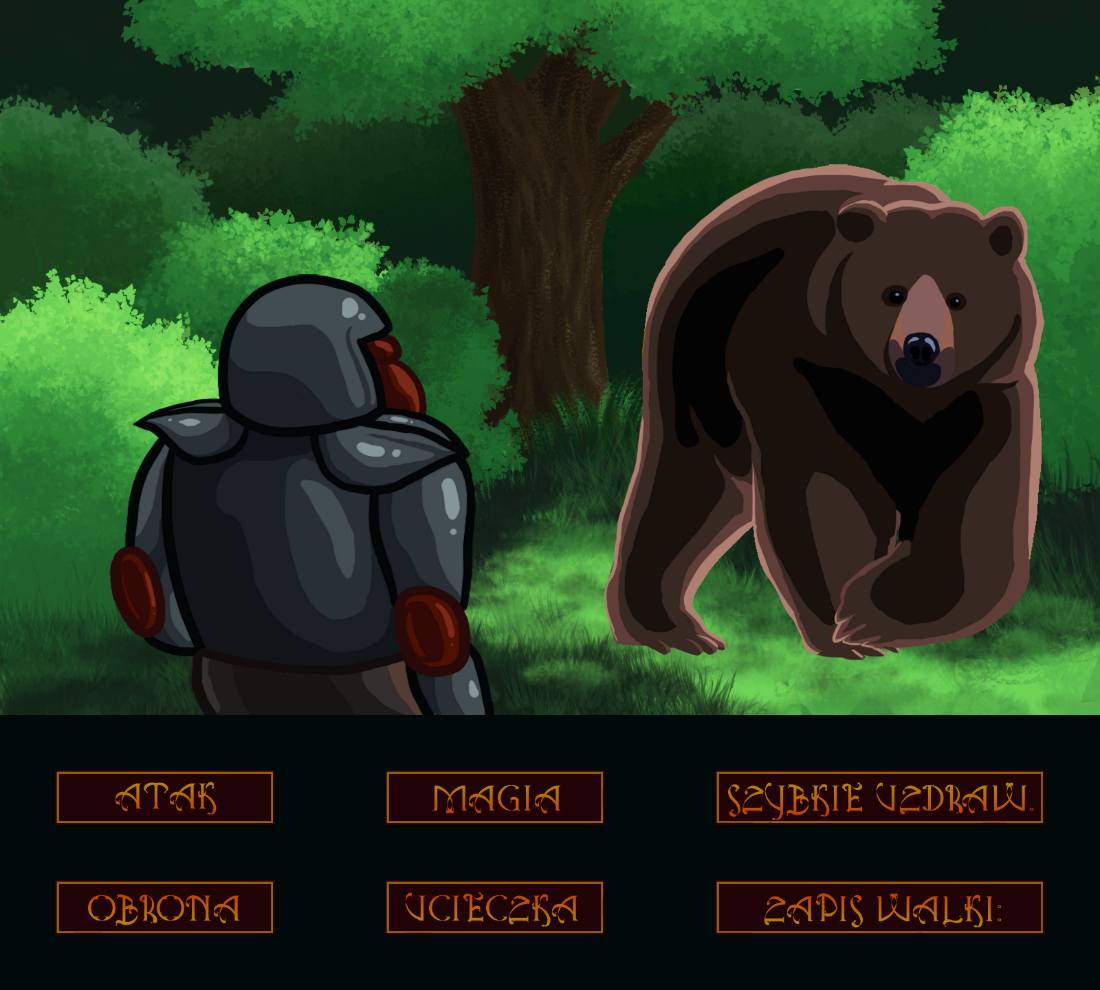 ATAK
MAGIA
SZYBKIE UZDRAW.
OBRONA
UCIECZKA
ZAPIS WALKI: